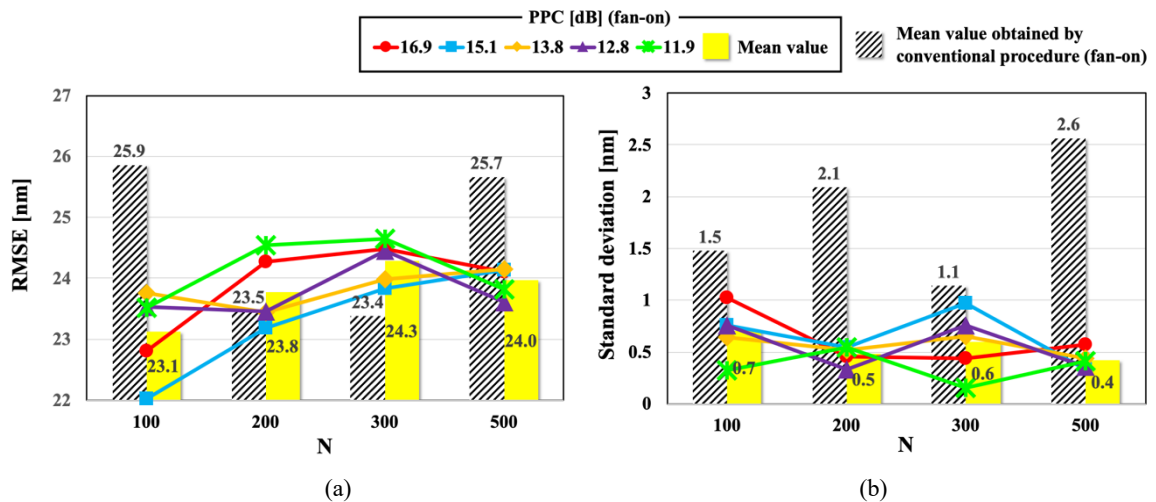 PPC [dB] (fan-on)
16.9 15.1 13.8 12.8 11.9 Mean value
Mean value obtained by
conventional procedure (fan-on)
RMSE [nm]
27
26
25
24
23
22
25.9
23.5
23.4
25.7
23.1
23.8
24.3
24.0
100 200 300 500
N
(a)
Standard deviation [nm]
3
2.5
2
1.5
1
0.5
0
1.5
2.1
1.1
2.6
0.7
0.5
0.6
0.4
100 200 300 500
N
(b)